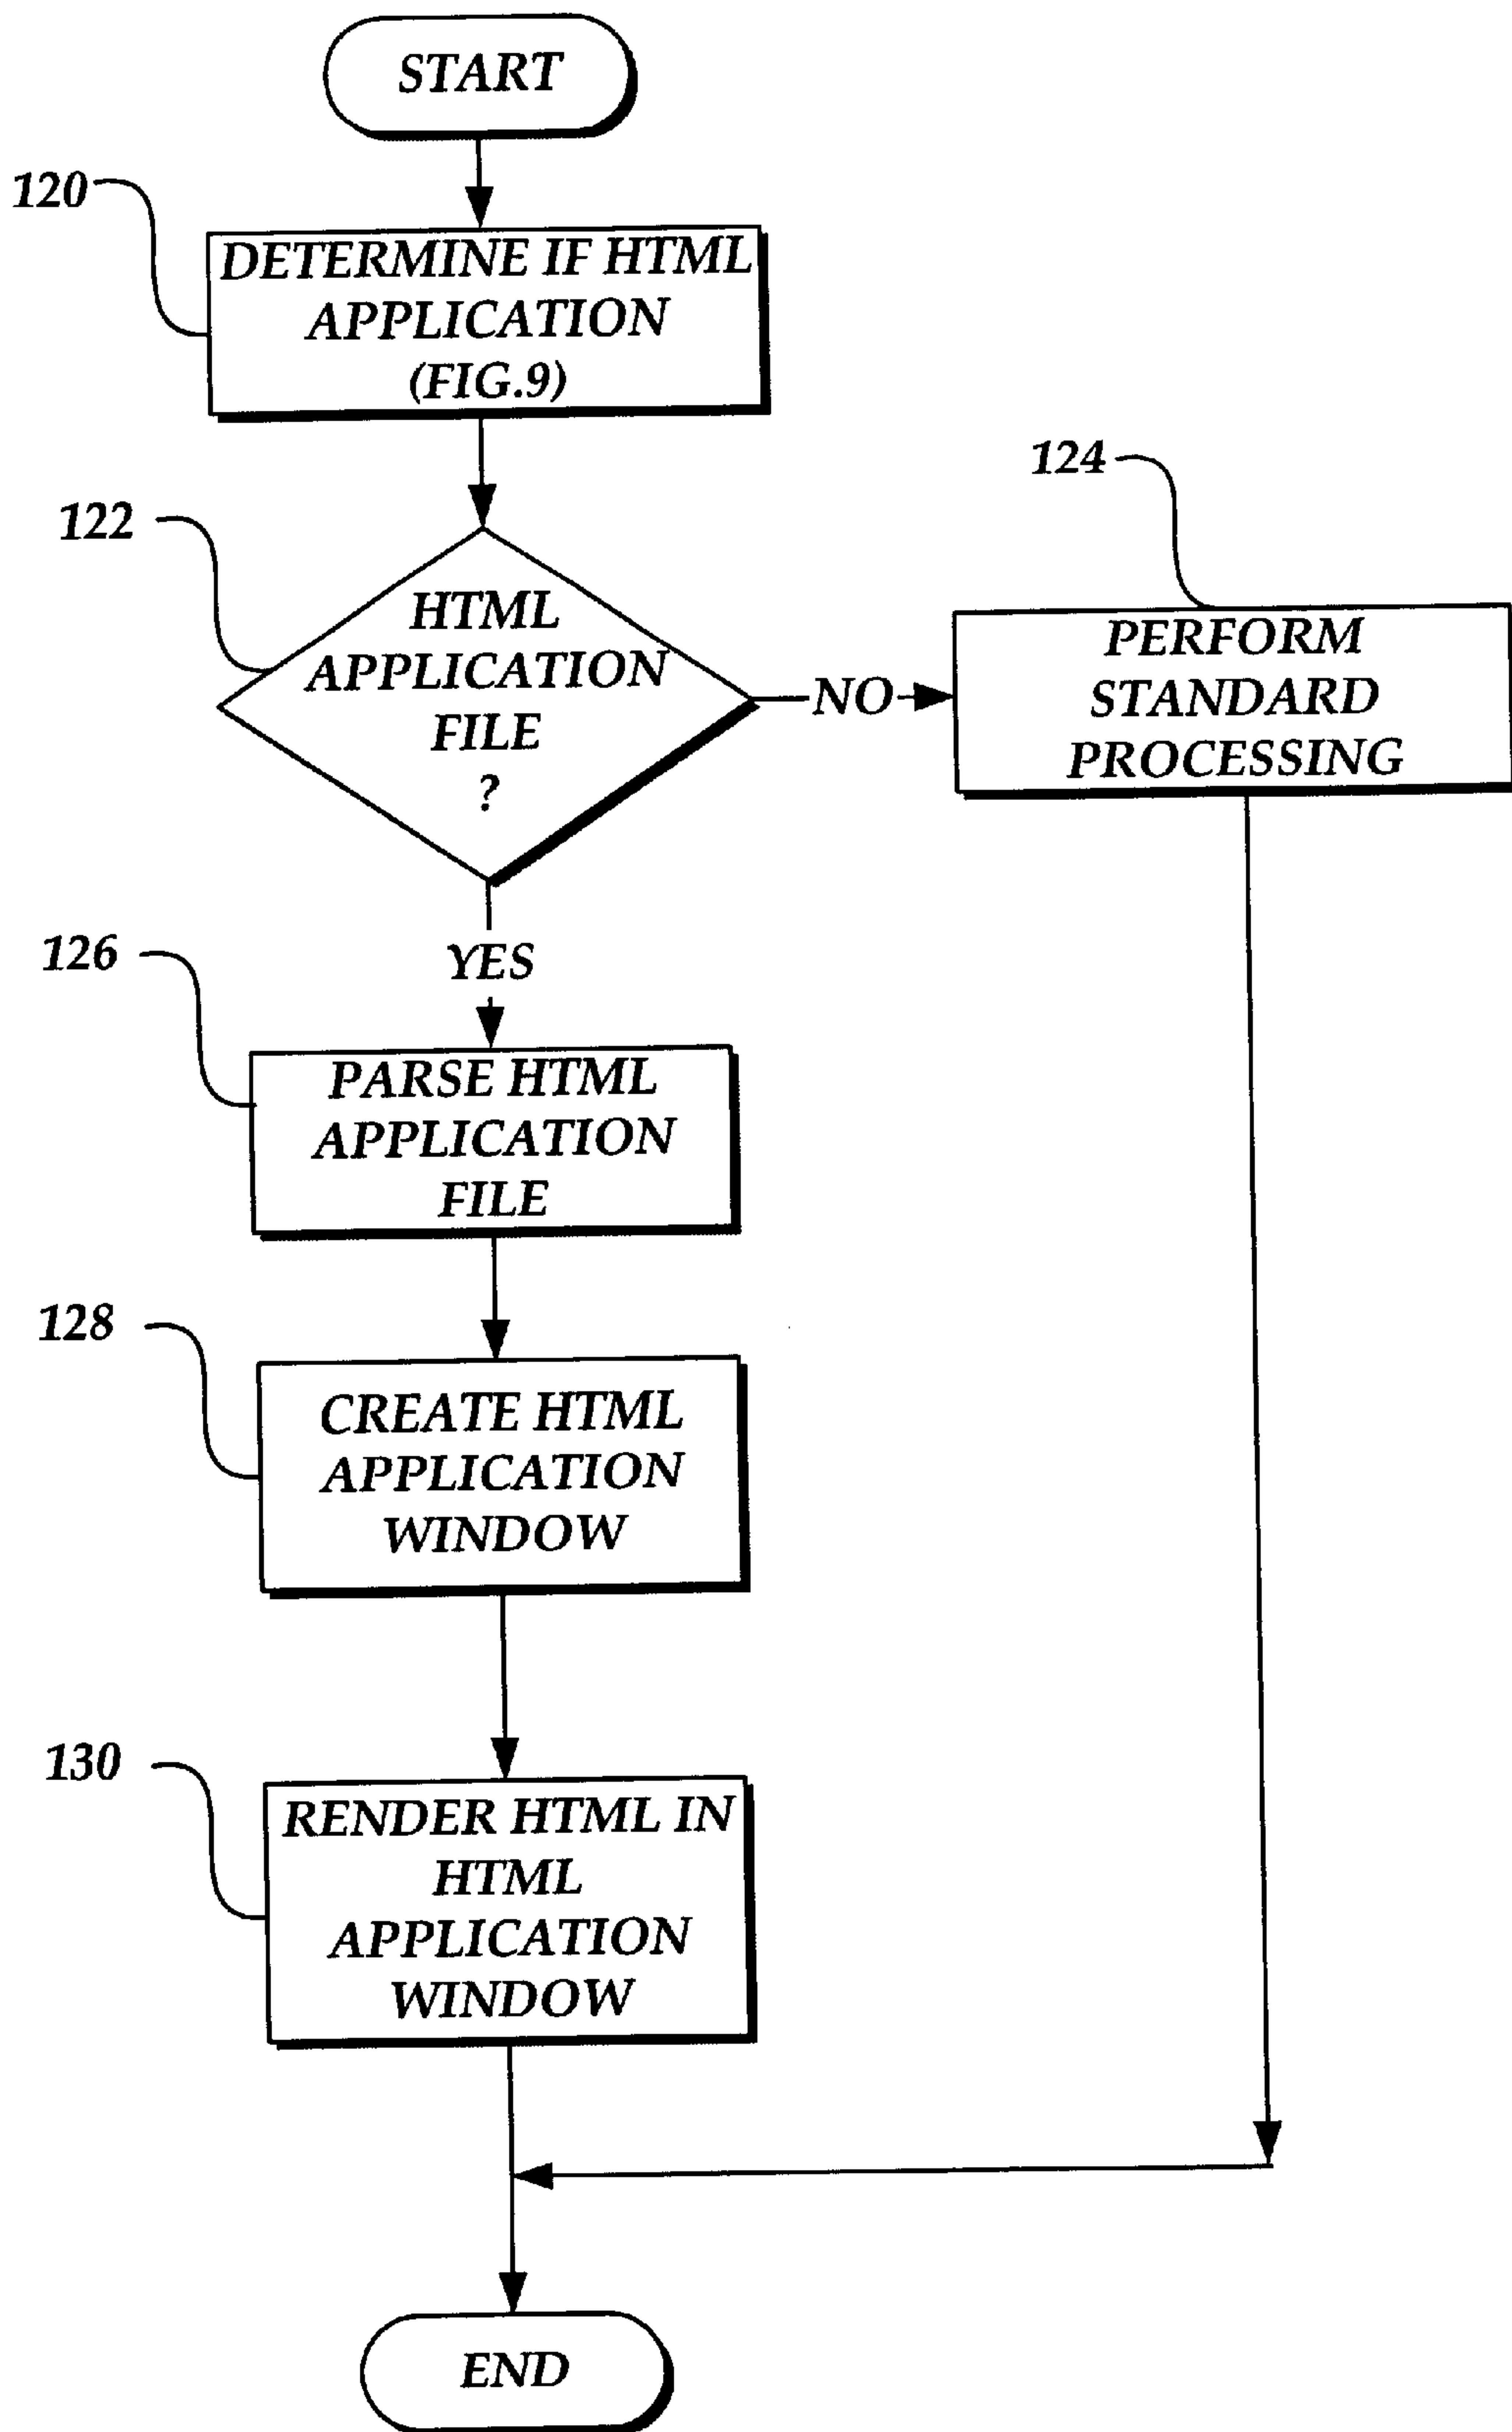 START
120
DETERMINE IF HTML
APPLICATION
(FIG.9)
122
HTML
APPLICATION
FILE
?
NO
124
PERFORM
STANDARD
PROCESSING
YES
126
PARSE HTML
APPLICATION
FILE
128
CREATE HTML
APPLICATION
WINDOW
130
RENDER HTML IN
HTML
APPLICATION
WINDOW
END